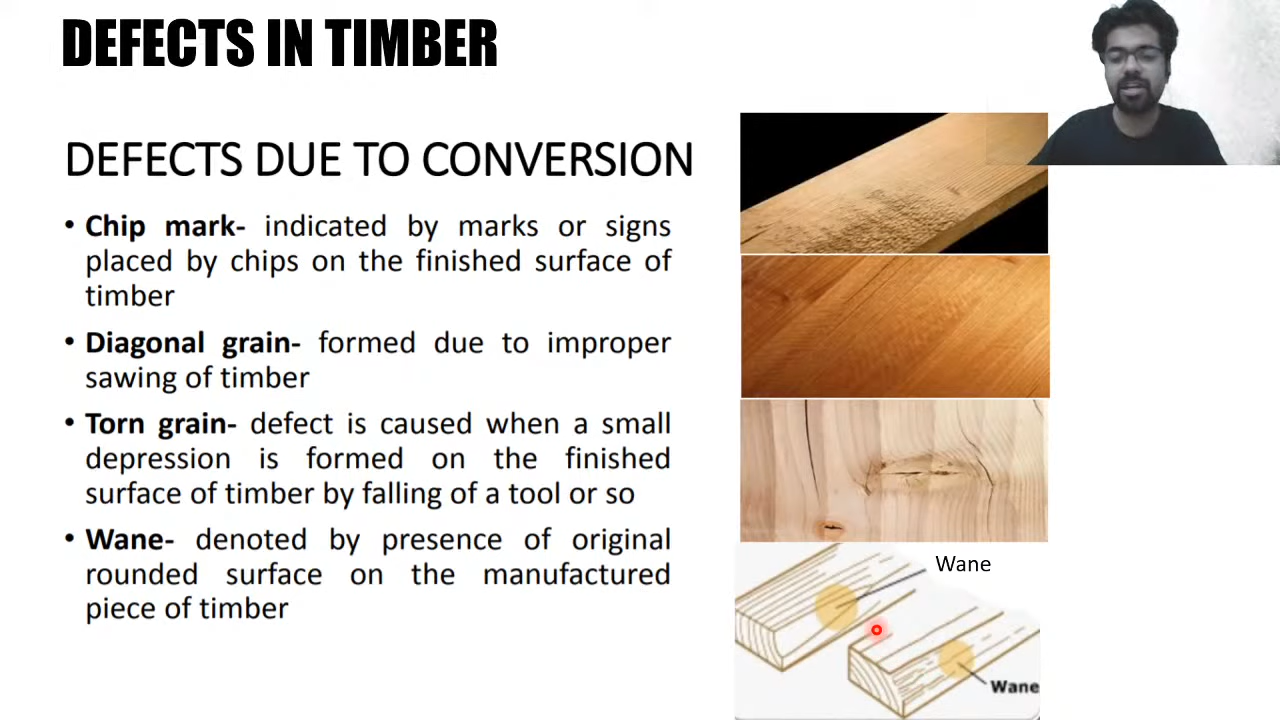 DEFECTS IN TIMBER
DEFECTS DUE TO CONVERSION
• Chip mark- indicated by marks or signs
placed by chips on the finished surface of
timber
• Diagonal grain- formed due to improper
sawing of timber
• Torn grain- defect is caused when a small
depression is formed on the finished
surface of timber by falling of a tool or so
• Wane- denoted by presence of original
rounded surface on the manufactured
piece of timber
Wane
Wane